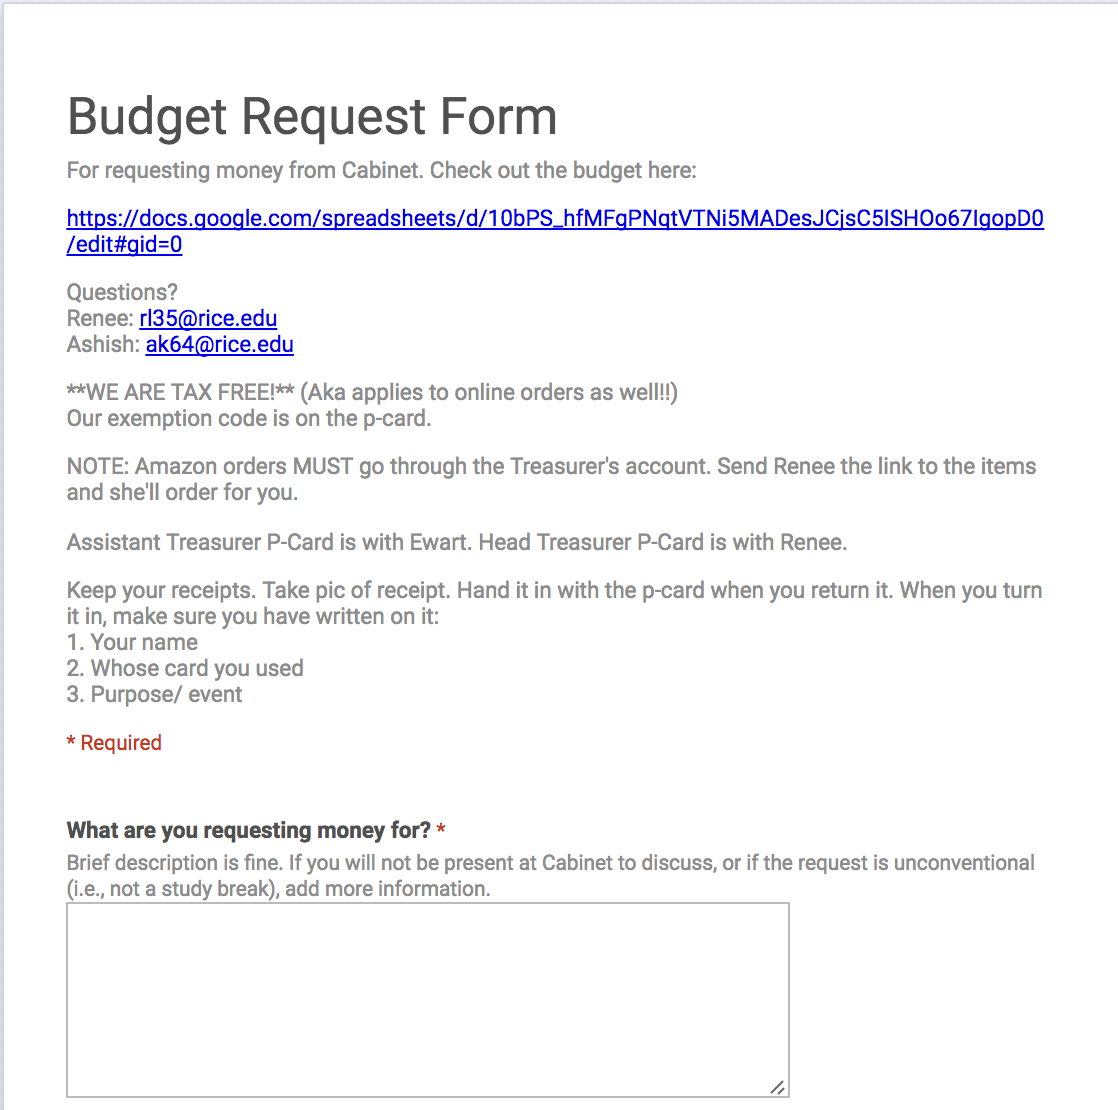 Budget Request Form
For requesting money from Cabinet. Check out the budget here:
https://docs.google.com/spreadsheets/d/10bPS_hfMFgPNqtVTNi5MADesJCjsC5ISHOo67IgopD0
/edit#gid=0
Questions?
Renee: rl35@rice.edu
Ashish: ak64@rice.edu
**WE ARE TAX FREE!** (Aka applies to online orders as well!!)
Our exemption code is on the p-card.
NOTE: Amazon orders MUST go through the Treasurer's account. Send Renee the link to the items
and she'll order for you.
Assistant Treasurer P-Card is with Ewart. Head Treasurer P-Card is with Renee.
Keep your receipts. Take pic of receipt. Hand it in with the p-card when you return it. When you turn
it in, make sure you have written on it:
1. Your name
2. Whose card you used
3. Purpose/ event
* Required
What are you requesting money for? *
Brief description is fine. If you will not be present at Cabinet to discuss, or if the request is unconventional
(i.e., not a study break), add more information.